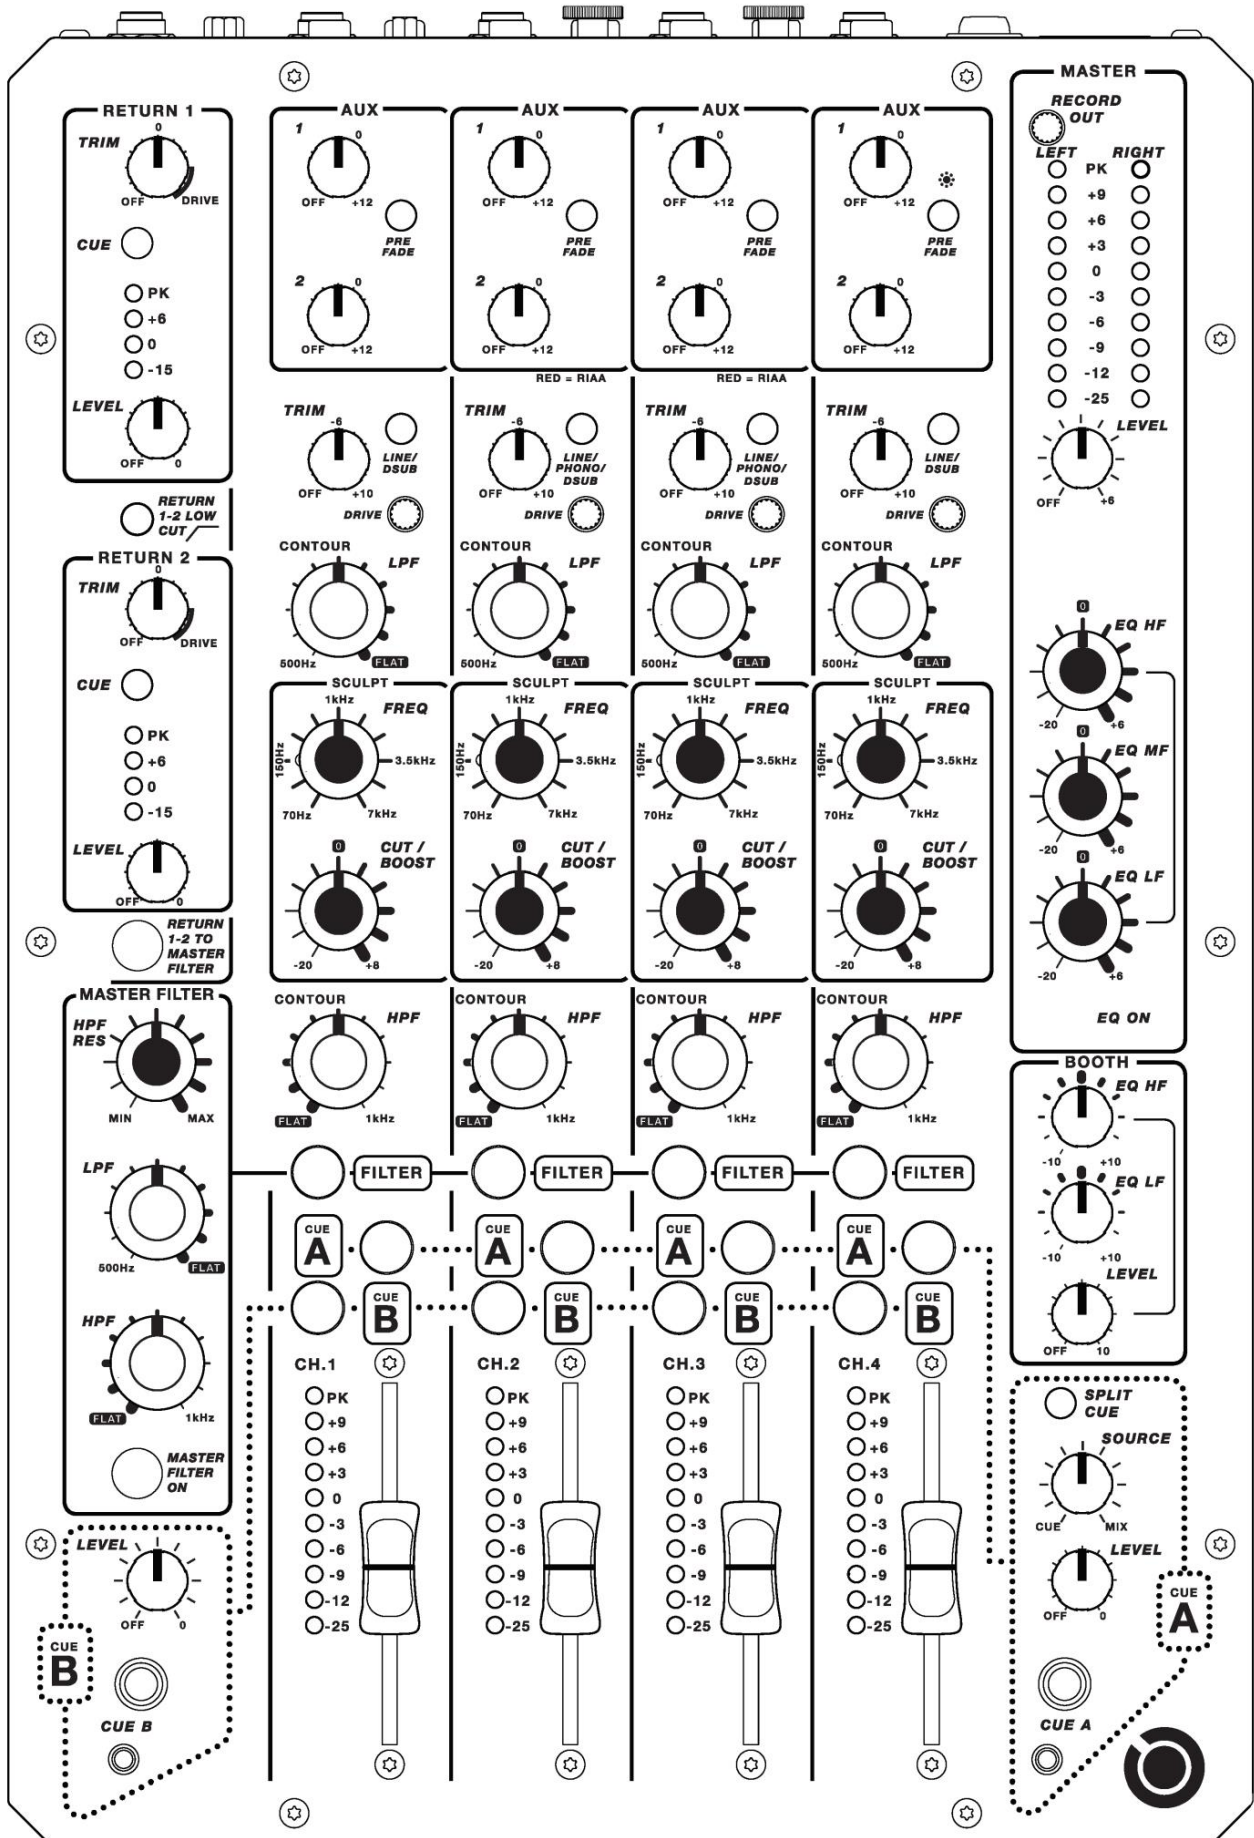 RETURN 1
TRIM
0
OFF
DRIVE
CUE
PK
+6
0
-15
LEVEL
OFF
0
RETURN
1-2 LOW
CUT
RETURN 2
TRIM
0
OFF
DRIVE
CUE
PK
+6
0
-15
LEVEL
OFF
0
RETURN
1-2 TO
MASTER
FILTER
MASTER FILTER
HPF
RES
MIN
MAX
LPF
500Hz
FLAT
HPF
FLAT
1kHz
MASTER
FILTER
ON
LEVEL
OFF
0
CUE
B
CUE B
AUX
1
0
OFF
+12
PRE
FADE
2
0
OFF
+12
TRIM
-6
OFF
+10
LINE/
DSUB
DRIVE
CONTOUR
LPF
500Hz
FLAT
SCULPT
1kHz
FREQ
150Hz
3.5kHz
70Hz
7kHz
0
CUT /
BOOST
-20
+8
CONTOUR
HPF
FLAT
1kHz
FILTER
CUE
A
CUE
B
CH.1
PK
+9
+6
+3
0
-3
-6
-9
-12
-25
AUX
1
0
OFF
+12
PRE
FADE
2
0
OFF
+12
RED = RIAA
TRIM
-6
OFF
+10
LINE/
PHONO/
DSUB
DRIVE
CONTOUR
LPF
500Hz
FLAT
SCULPT
1kHz
FREQ
150Hz
3.5kHz
70Hz
7kHz
0
CUT /
BOOST
-20
+8
CONTOUR
HPF
FLAT
1kHz
FILTER
CUE
A
CUE
B
CH.2
PK
+9
+6
+3
0
-3
-6
-9
-12
-25
AUX
1
0
OFF
+12
PRE
FADE
2
0
OFF
+12
RED = RIAA
TRIM
-6
OFF
+10
LINE/
PHONO/
DSUB
DRIVE
CONTOUR
LPF
500Hz
FLAT
SCULPT
1kHz
FREQ
150Hz
3.5kHz
70Hz
7kHz
0
CUT /
BOOST
-20
+8
CONTOUR
HPF
FLAT
1kHz
FILTER
CUE
A
CUE
B
CH.3
PK
+9
+6
+3
0
-3
-6
-9
-12
-25
AUX
1
0
OFF
+12
PRE
FADE
2
0
OFF
+12
TRIM
-6
OFF
+10
LINE/
DSUB
DRIVE
CONTOUR
LPF
500Hz
FLAT
SCULPT
1kHz
FREQ
150Hz
3.5kHz
70Hz
7kHz
0
CUT /
BOOST
-20
+8
CONTOUR
HPF
FLAT
1kHz
FILTER
CUE
A
CUE
B
CH.4
PK
+9
+6
+3
0
-3
-6
-9
-12
-25
MASTER
RECORD
OUT
LEFT
RIGHT
PK
+9
+6
+3
0
-3
-6
-9
-12
-25
LEVEL
OFF
+6
0
EQ HF
-20
+6
0
EQ MF
-20
+6
0
EQ LF
-20
+6
EQ ON
BOOTH
EQ HF
-10
+10
EQ LF
-10
+10
LEVEL
OFF
10
SPLIT
CUE
SOURCE
CUE
MIX
LEVEL
OFF
0
CUE
A
CUE A